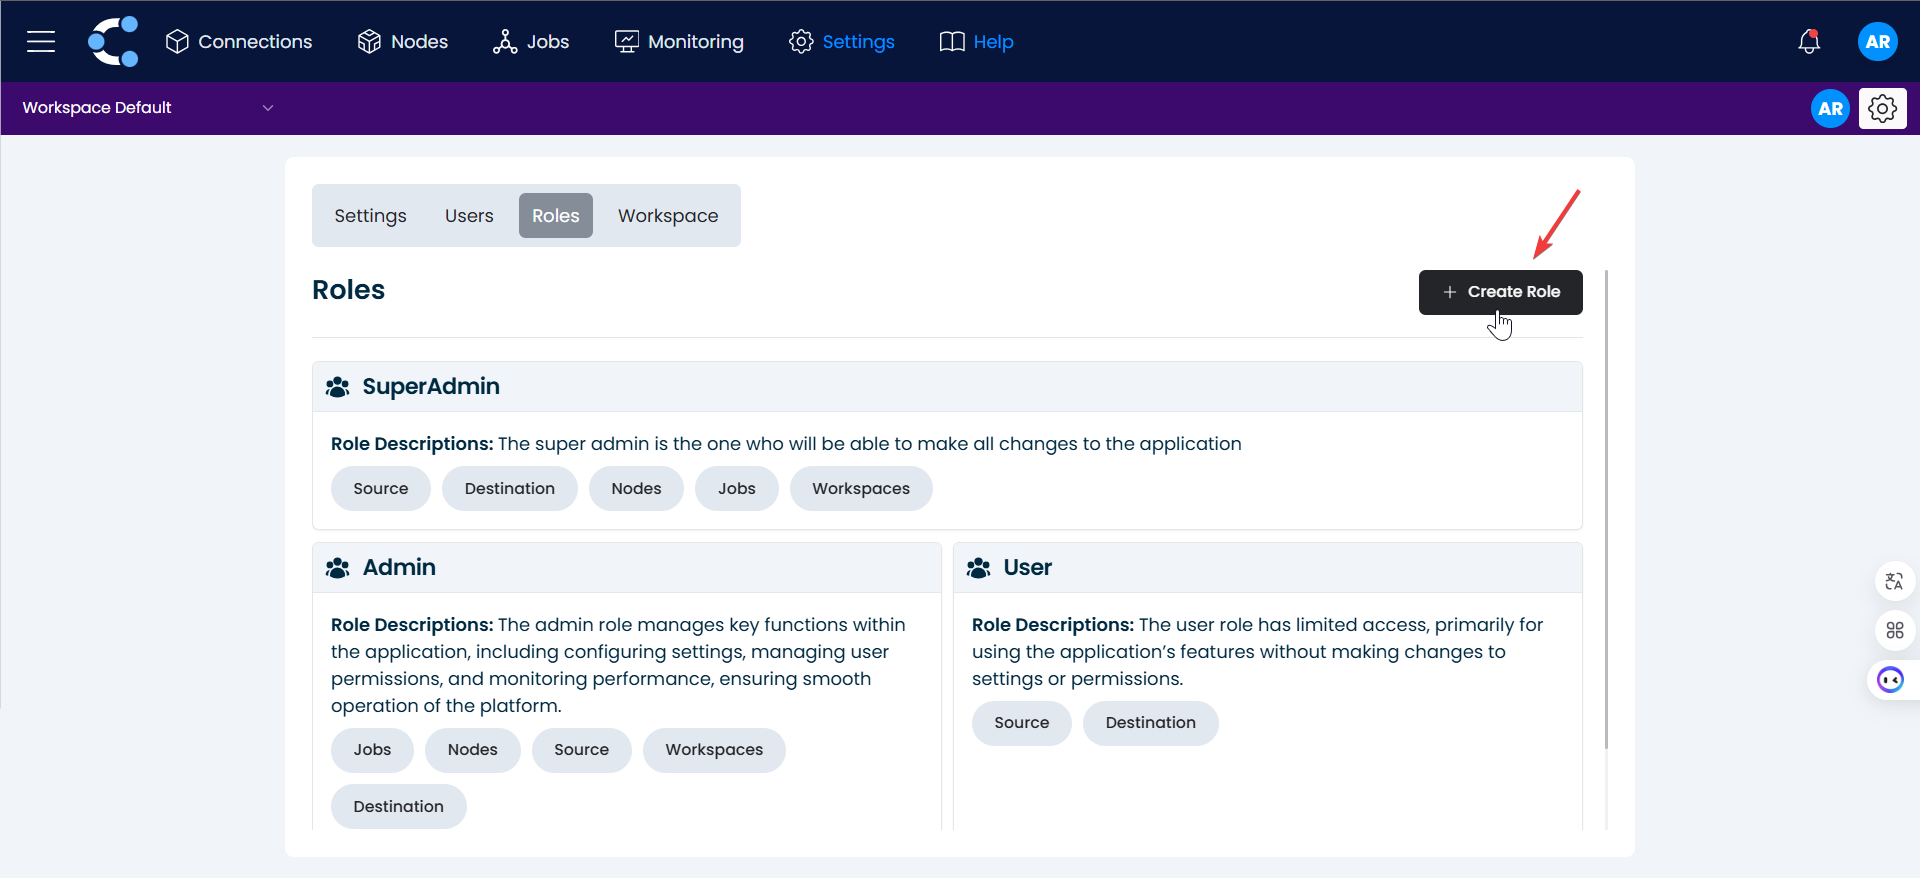 Connections Nodes Jobs Monitoring Settings Help AR
Workspace Default AR
Settings Users Roles Workspace
Roles
+ Create Role
SuperAdmin
Role Descriptions: The super admin is the one who will be able to make all changes to the application
Source Destination Nodes Jobs Workspaces
Admin
Role Descriptions: The admin role manages key functions within
the application, including configuring settings, managing user
permissions, and monitoring performance, ensuring smooth
operation of the platform.
Jobs Nodes Source Workspaces
Destination
User
Role Descriptions: The user role has limited access, primarily for
using the application’s features without making changes to
settings or permissions.
Source Destination